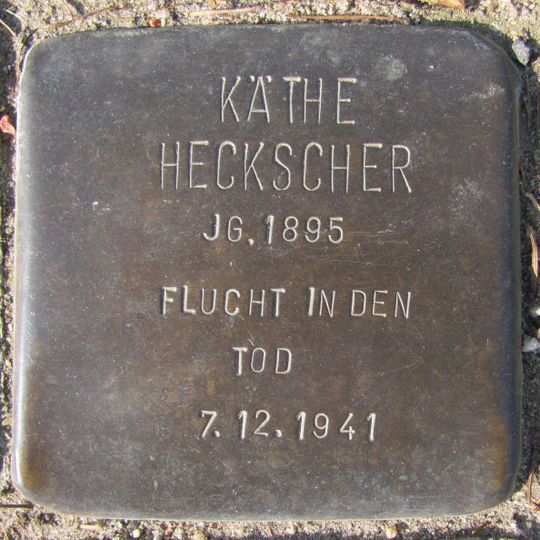 KÄTHE
HECKSCHER
JG. 1895
FLUCHT IN DEN
TOD
7.12.1941